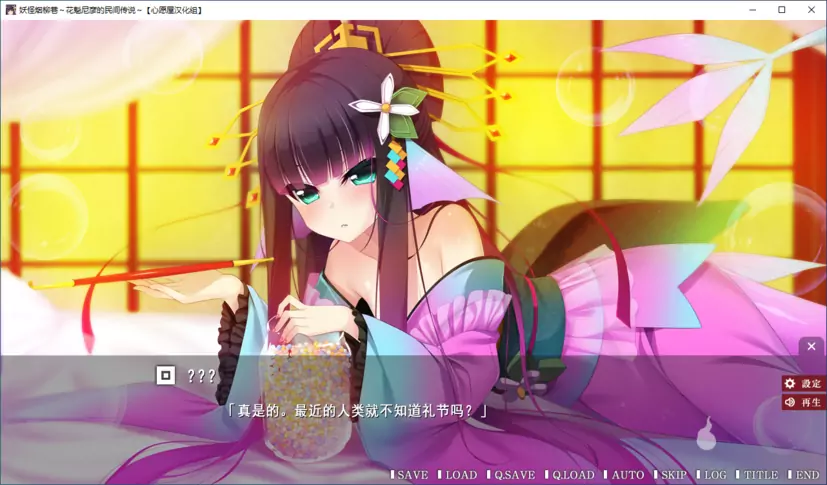 妖怪烟柳巷～花魁尼彦的民间传说～【心愿屋汉化组】
???
「真是的。最近的人类就不知道礼节吗？」
設定
再生
SAVE LOAD Q.SAVE Q.LOAD AUTO SKIP LOG TITLE END